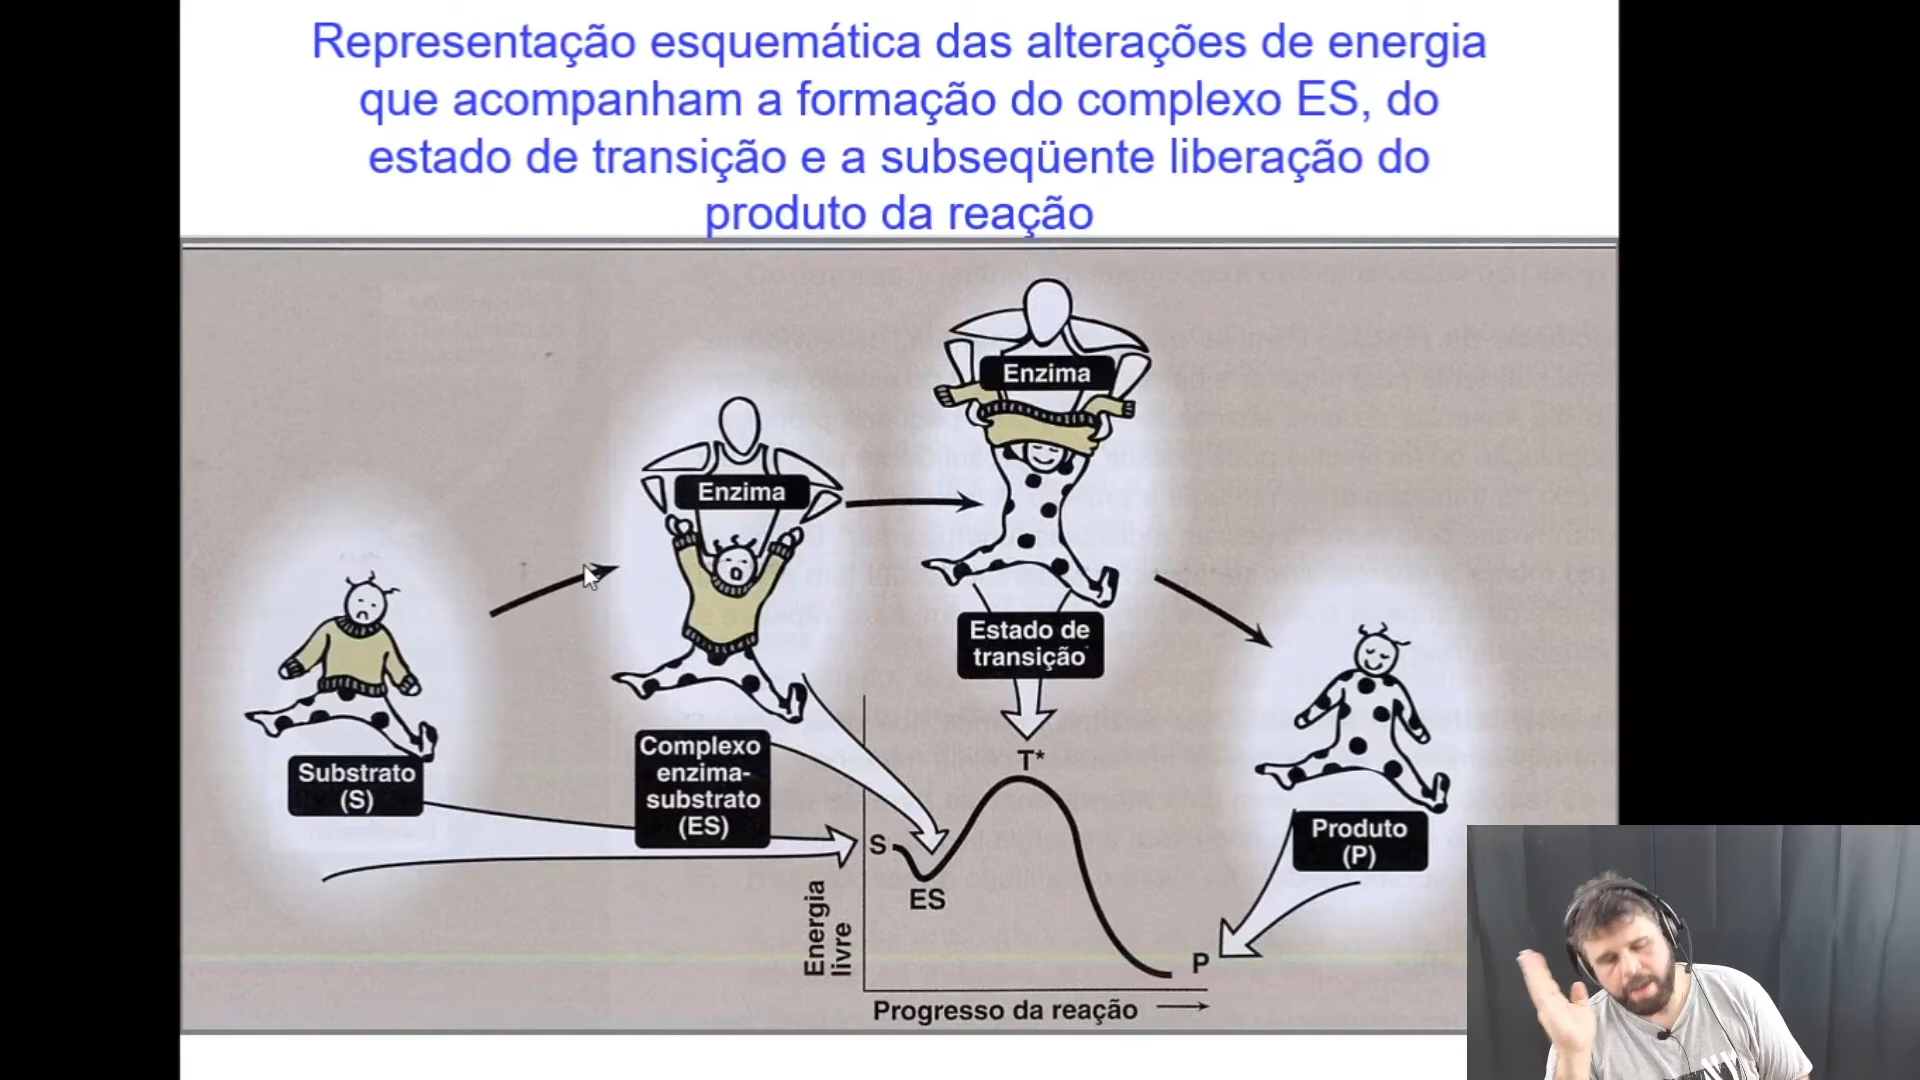 Representação esquemática das alterações de energia
que acompanham a formação do complexo ES, do
estado de transição e a subseqüente liberação do
produto da reação
Enzima
Enzima
Estado de
transição
Substrato
(S)
Complexo
enzima-
substrato
(ES)
T*
S
ES
Produto
(P)
P
Energia
livre
Progresso da reação